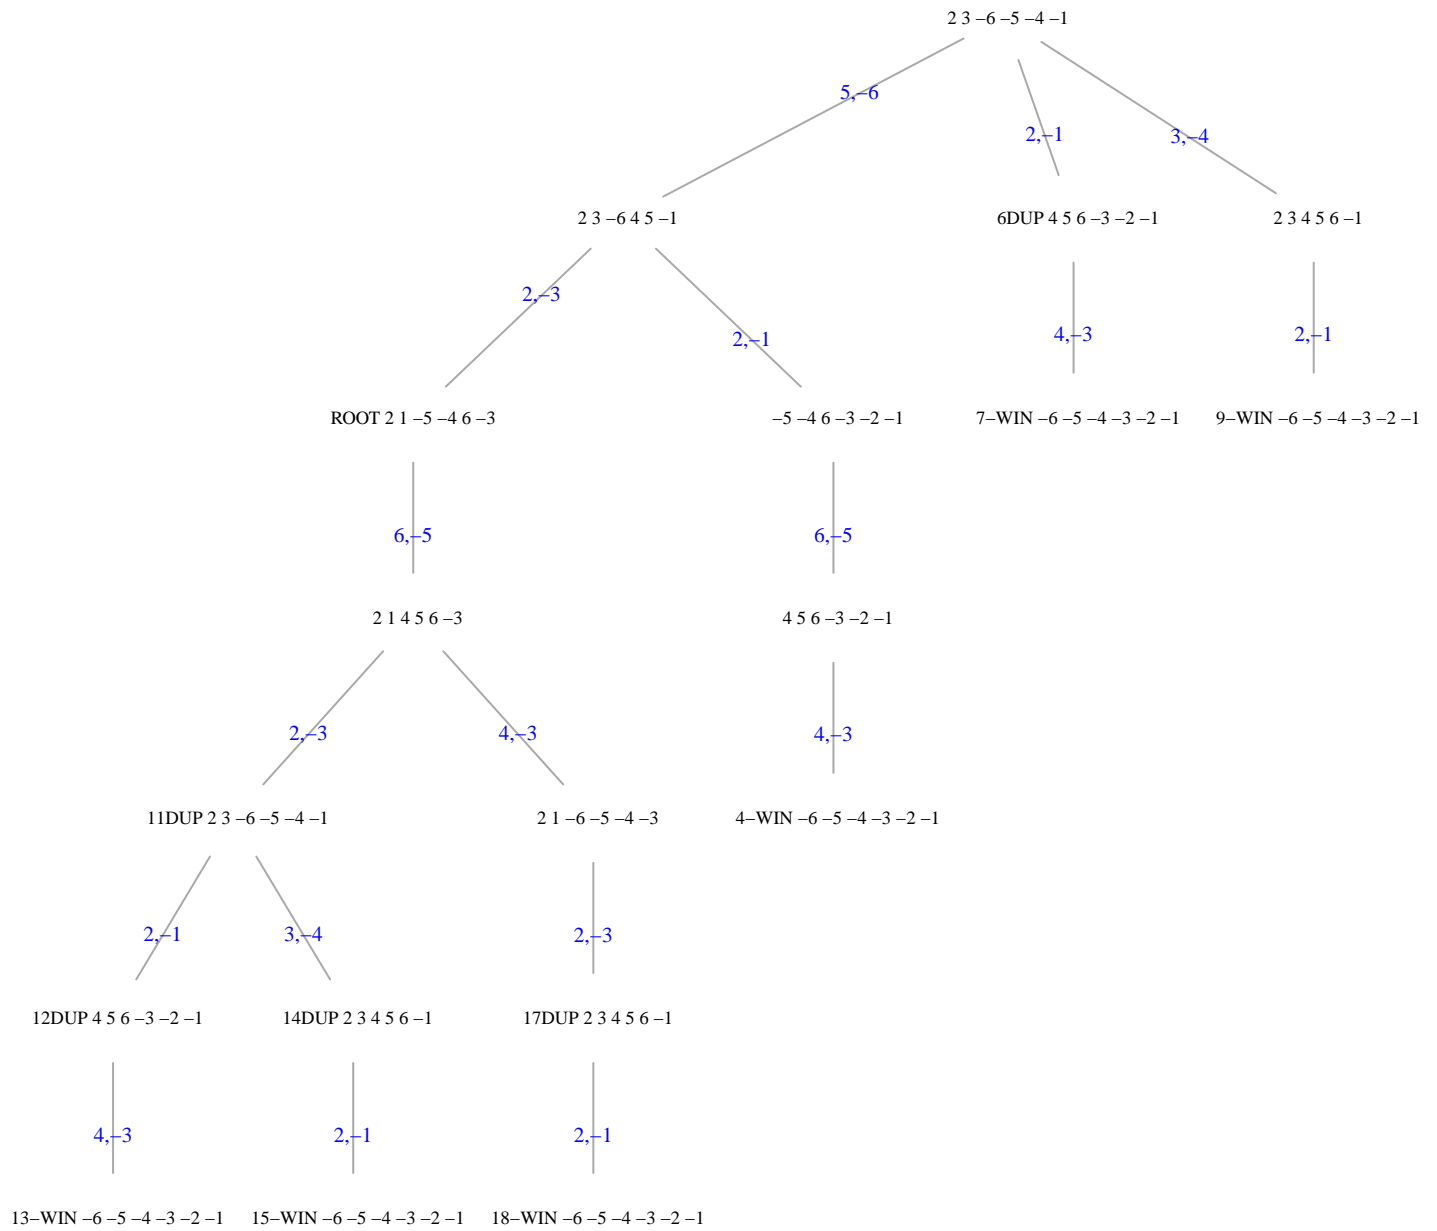 2 3 –6 –5 –4 –1
5,–6
2,–1
3,–4
2 3 –6 4 5 –1
6DUP 4 5 6 –3 –2 –1
2 3 4 5 6 –1
2,–3
2,–1
4,–3
2,–1
ROOT 2 1 –5 –4 6 –3
–5 –4 6 –3 –2 –1
7–WIN –6 –5 –4 –3 –2 –1
9–WIN –6 –5 –4 –3 –2 –1
6,–5
6,–5
2 1 4 5 6 –3
4 5 6 –3 –2 –1
2,–3
4,–3
4,–3
11DUP 2 3 –6 –5 –4 –1
2 1 –6 –5 –4 –3
4–WIN –6 –5 –4 –3 –2 –1
2,–1
3,–4
2,–3
12DUP 4 5 6 –3 –2 –1
14DUP 2 3 4 5 6 –1
17DUP 2 3 4 5 6 –1
4,–3
2,–1
2,–1
13–WIN –6 –5 –4 –3 –2 –1
15–WIN –6 –5 –4 –3 –2 –1
18–WIN –6 –5 –4 –3 –2 –1